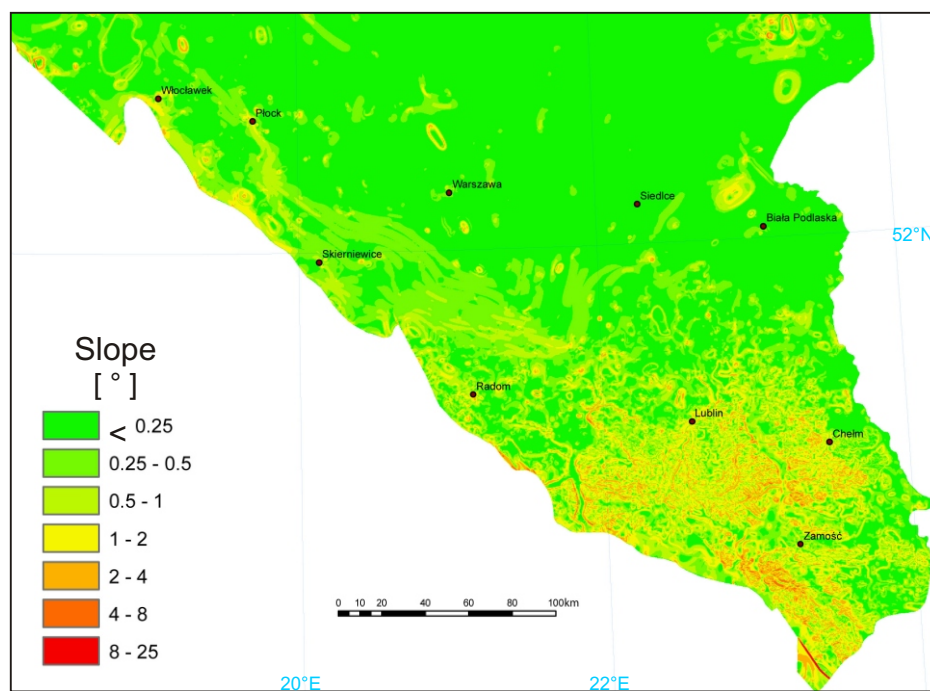 Włocławek
Płock
Warszawa
Siedlce
Biała Podlaska
52°N
Skierniewice
Slope
[ ° ]
< 0.25
0.25 - 0.5
0.5 - 1
1 - 2
2 - 4
4 - 8
8 - 25
Radom
Lublin
Chełm
Zamość
0 10 20 40 60 80 100km
20°E
22°E